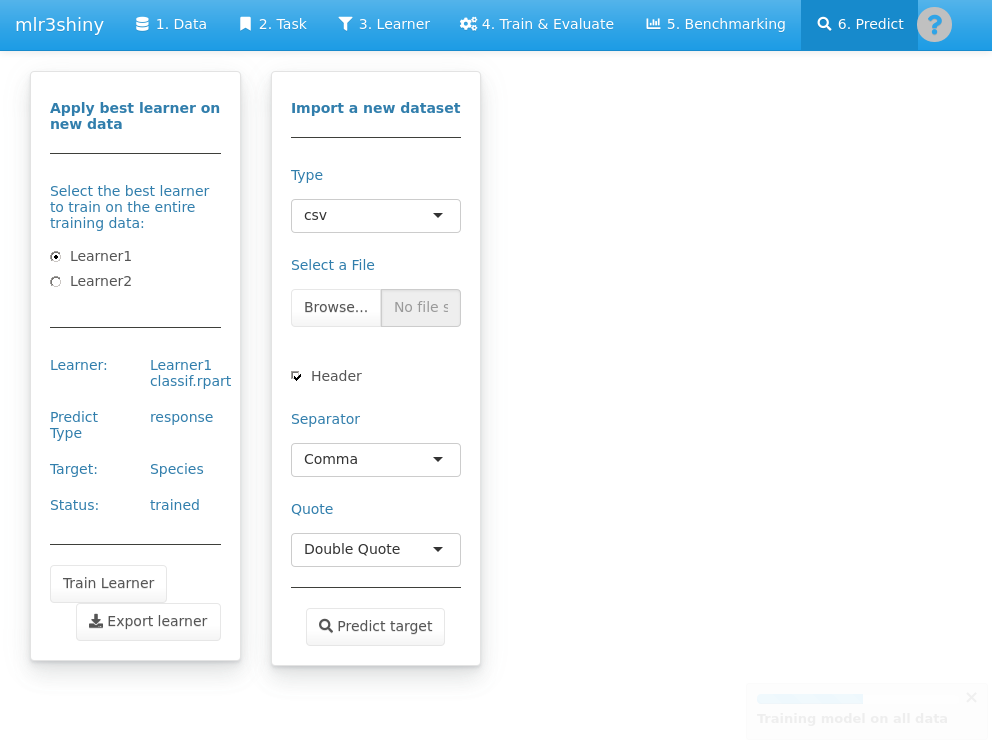 mlr3shiny
1. Data
2. Task
3. Learner
4. Train & Evaluate
5. Benchmarking
6. Predict
?
Apply best learner on
new data
Select the best learner
to train on the entire
training data:
Learner1
Learner2
Learner: Learner1
classif.rpart
Predict response
Type
Target: Species
Status: trained
Train Learner
Export learner
Import a new dataset
Type
csv
Select a File
Browse... No file s
Header
Separator
Comma
Quote
Double Quote
Predict target
Training model on all data